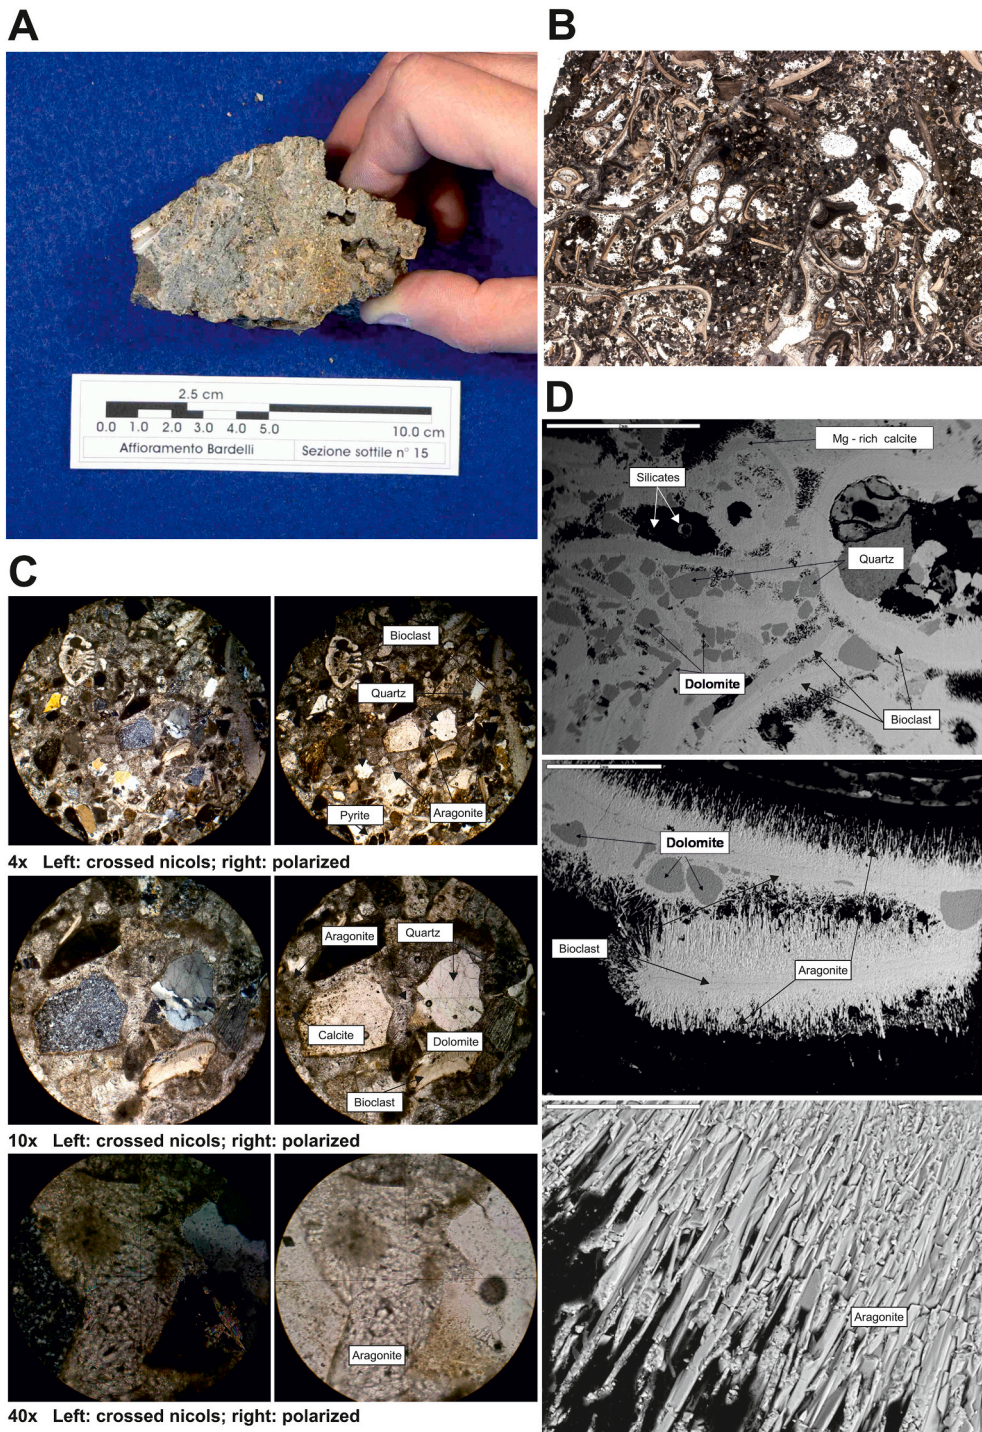 A
2.5 cm
0.0 1.0 2.0 3.0 4.0 5.0 10.0 cm
Affioramento Bardelli Sezione sottile n° 15
B
C
Bioclast
Quartz
Pyrite
Aragonite
4x Left: crossed nicols; right: polarized
Aragonite
Quartz
Calcite
Dolomite
Bioclast
10x Left: crossed nicols; right: polarized
Aragonite
40x Left: crossed nicols; right: polarized
D
Mg - rich calcite
Silicates
Quartz
Dolomite
Bioclast
Dolomite
Bioclast
Aragonite
Aragonite